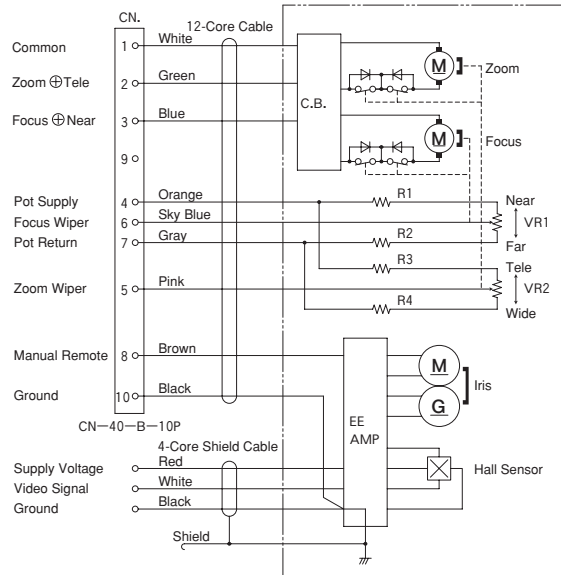 CN.
12-Core Cable
Common 1 White
Zoom ⊕Tele 2 Green
Focus ⊕Near 3 Blue
9
Pot Supply 4 Orange
Focus Wiper 6 Sky Blue
Pot Return 7 Gray
Zoom Wiper 5 Pink
Manual Remote 8 Brown
Ground 10 Black
CN-40-B-10P
4-Core Shield Cable
Supply Voltage Red
Video Signal White
Ground Black
Shield
C.B.
M Zoom
M Focus
R1 Near
VR1
R2 Far
R3 Tele
VR2
R4 Wide
EE
AMP
M
Iris
G
Hall Sensor